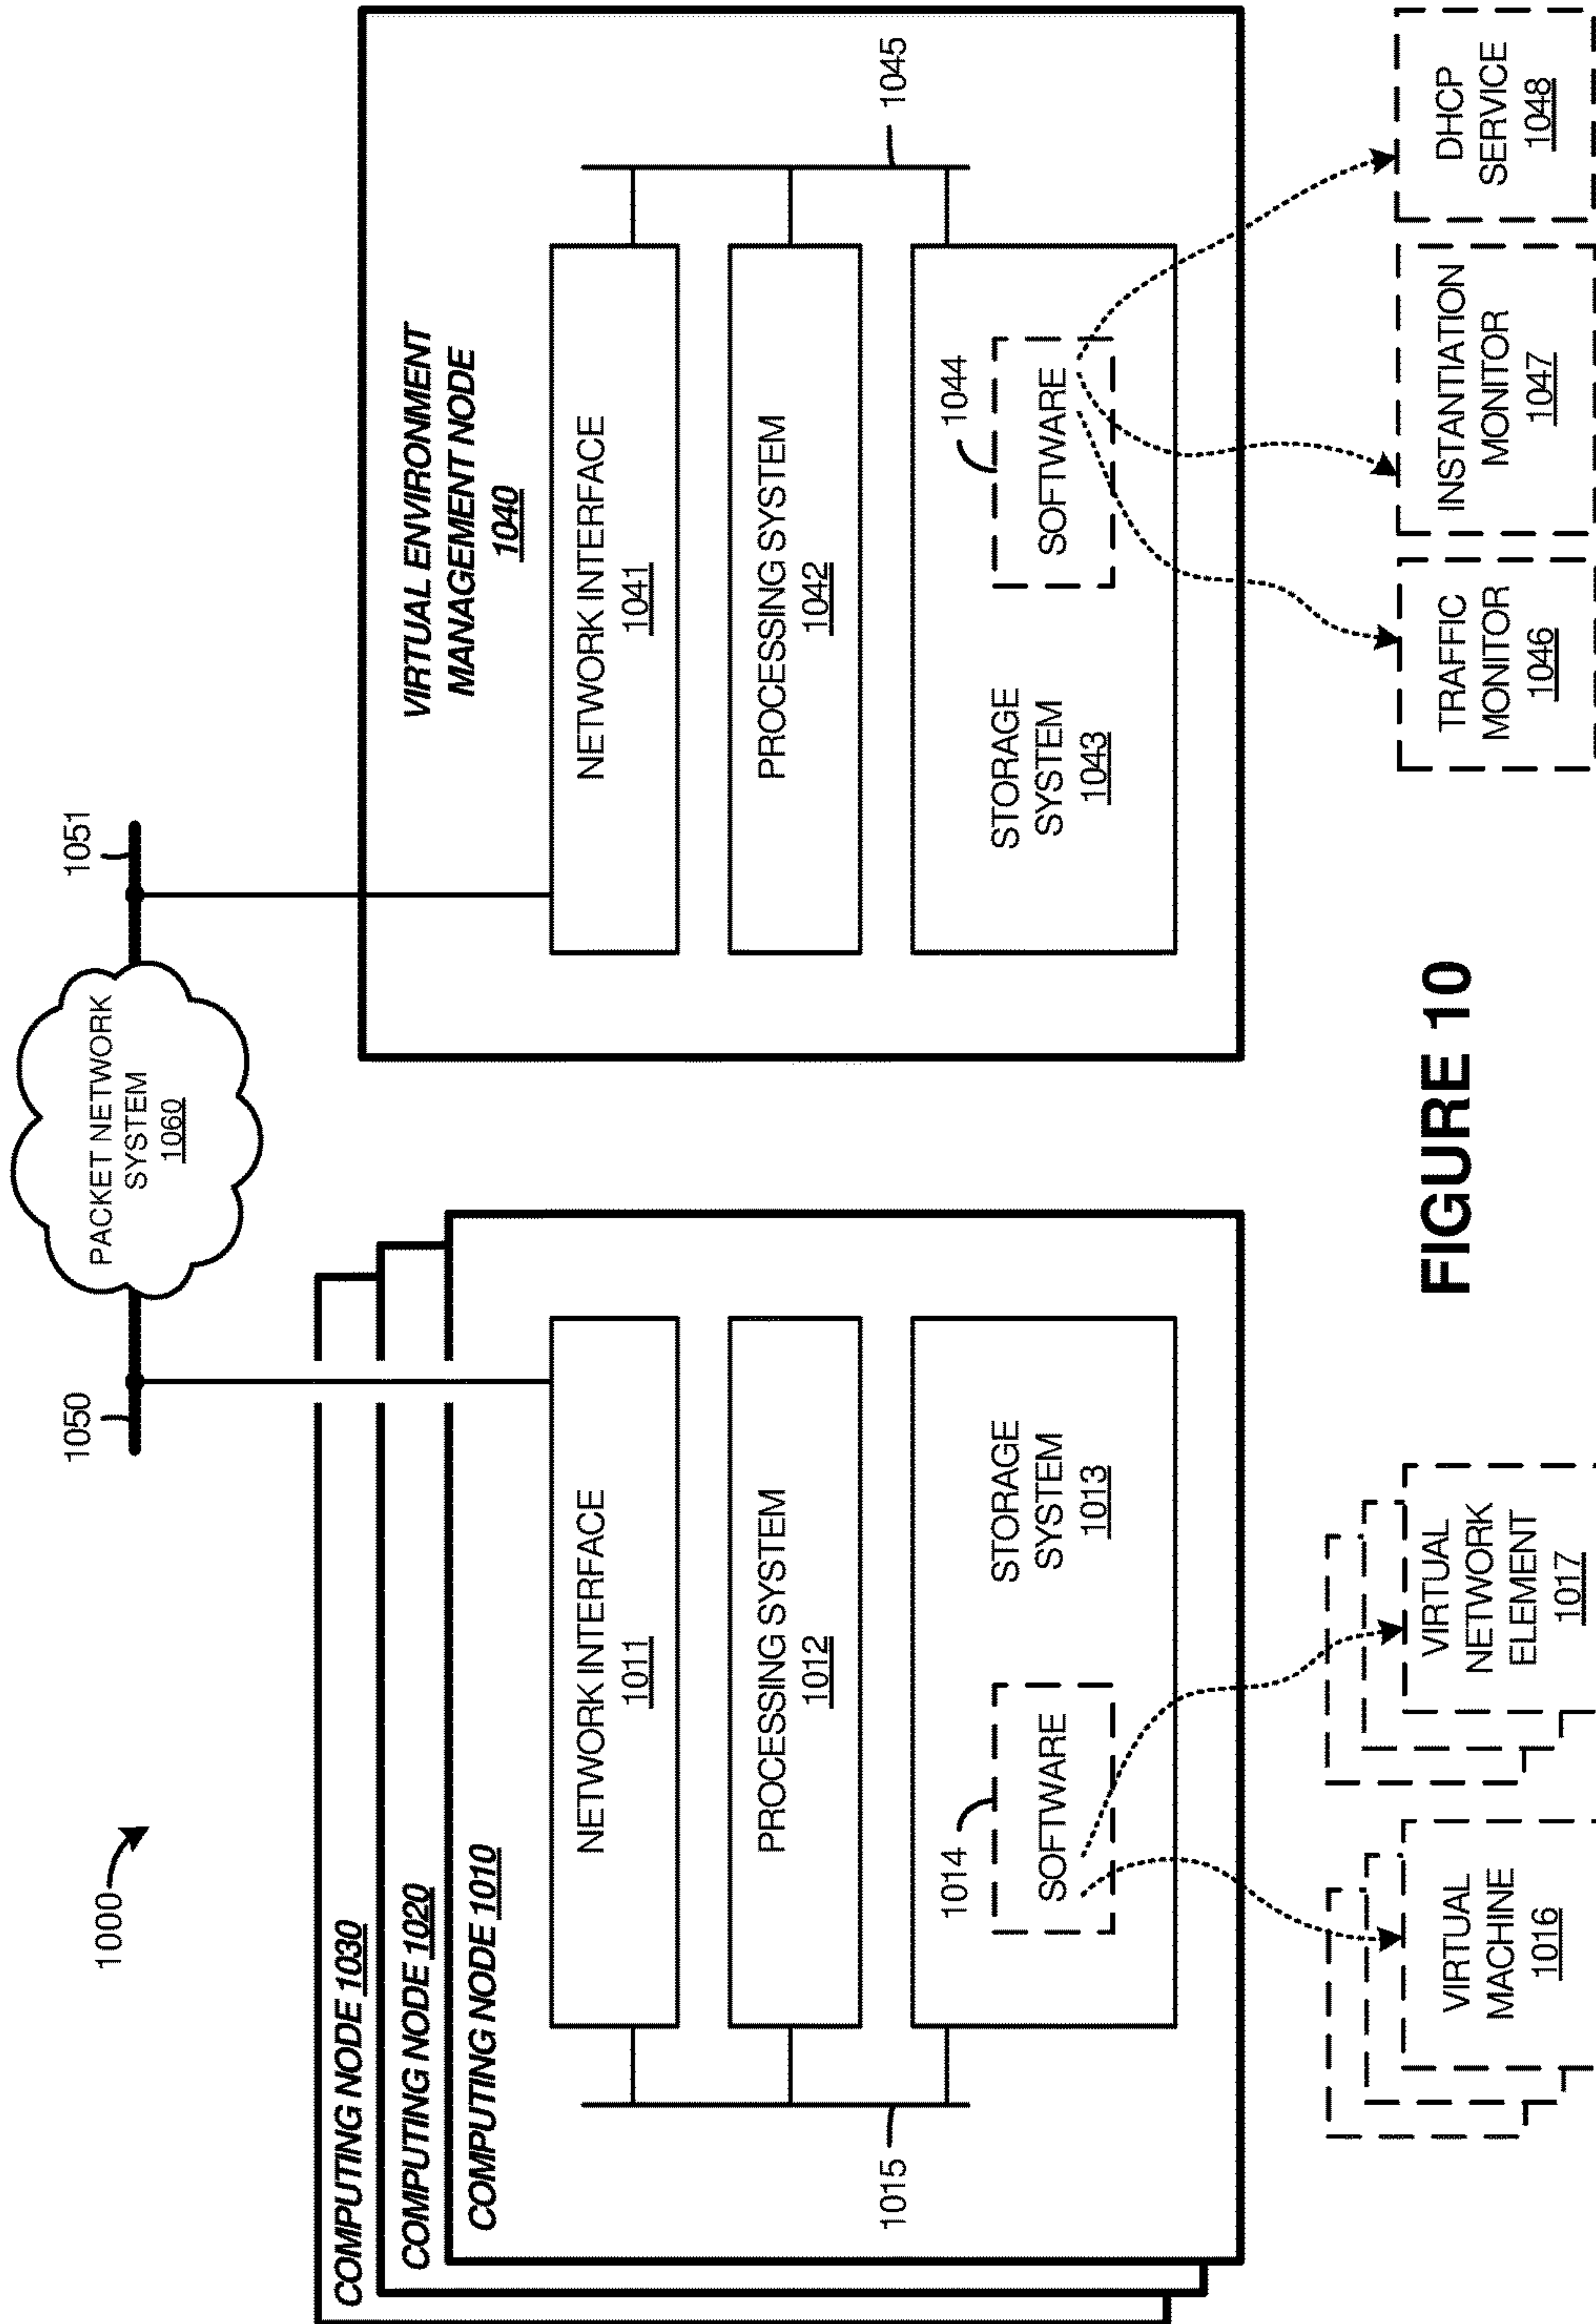 1000
1050
PACKET NETWORK
SYSTEM
1060
1051
COMPUTING NODE 1030
COMPUTING NODE 1020
COMPUTING NODE 1010
NETWORK INTERFACE
1011
PROCESSING SYSTEM
1012
1014
SOFTWARE
STORAGE
SYSTEM
1013
1015
VIRTUAL
MACHINE
1016
VIRTUAL
NETWORK
ELEMENT
1017
VIRTUAL ENVIRONMENT
MANAGEMENT NODE
1040
NETWORK INTERFACE
1041
PROCESSING SYSTEM
1042
STORAGE
SYSTEM
1043
1044
SOFTWARE
1045
TRAFFIC
MONITOR
1046
INSTANTIATION
MONITOR
1047
DHCP
SERVICE
1048
FIGURE 10